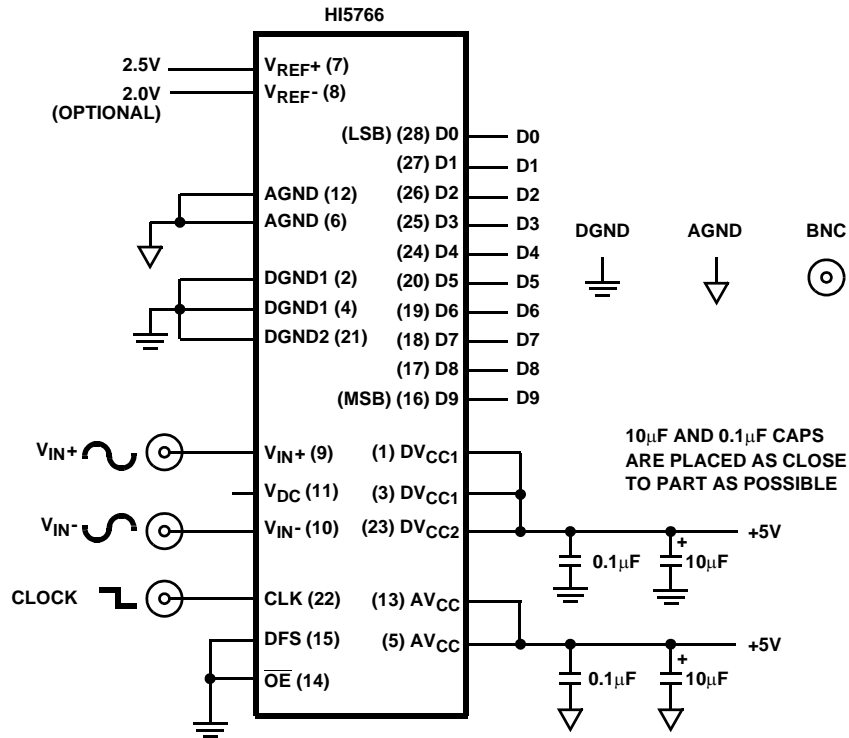 HI5766
2.5V
VREF+ (7)
2.0V
(OPTIONAL)
VREF- (8)
(LSB) (28) D0
D0
(27) D1
D1
AGND (12)
(26) D2
D2
AGND (6)
(25) D3
D3
(24) D4
D4
DGND1 (2)
(20) D5
D5
DGND1 (4)
(19) D6
D6
DGND2 (21)
(18) D7
D7
(17) D8
D8
(MSB) (16) D9
D9
DGND
AGND
BNC
10μF AND 0.1μF CAPS
ARE PLACED AS CLOSE
TO PART AS POSSIBLE
VIN+
VIN+ (9)
(1) DVCC1
VDC (11)
(3) DVCC1
VIN-
VIN- (10)
(23) DVCC2
+5V
0.1μF
+
10μF
CLOCK
CLK (22)
(13) AVCC
DFS (15)
(5) AVCC
+5V
OE (14)
0.1μF
+
10μF